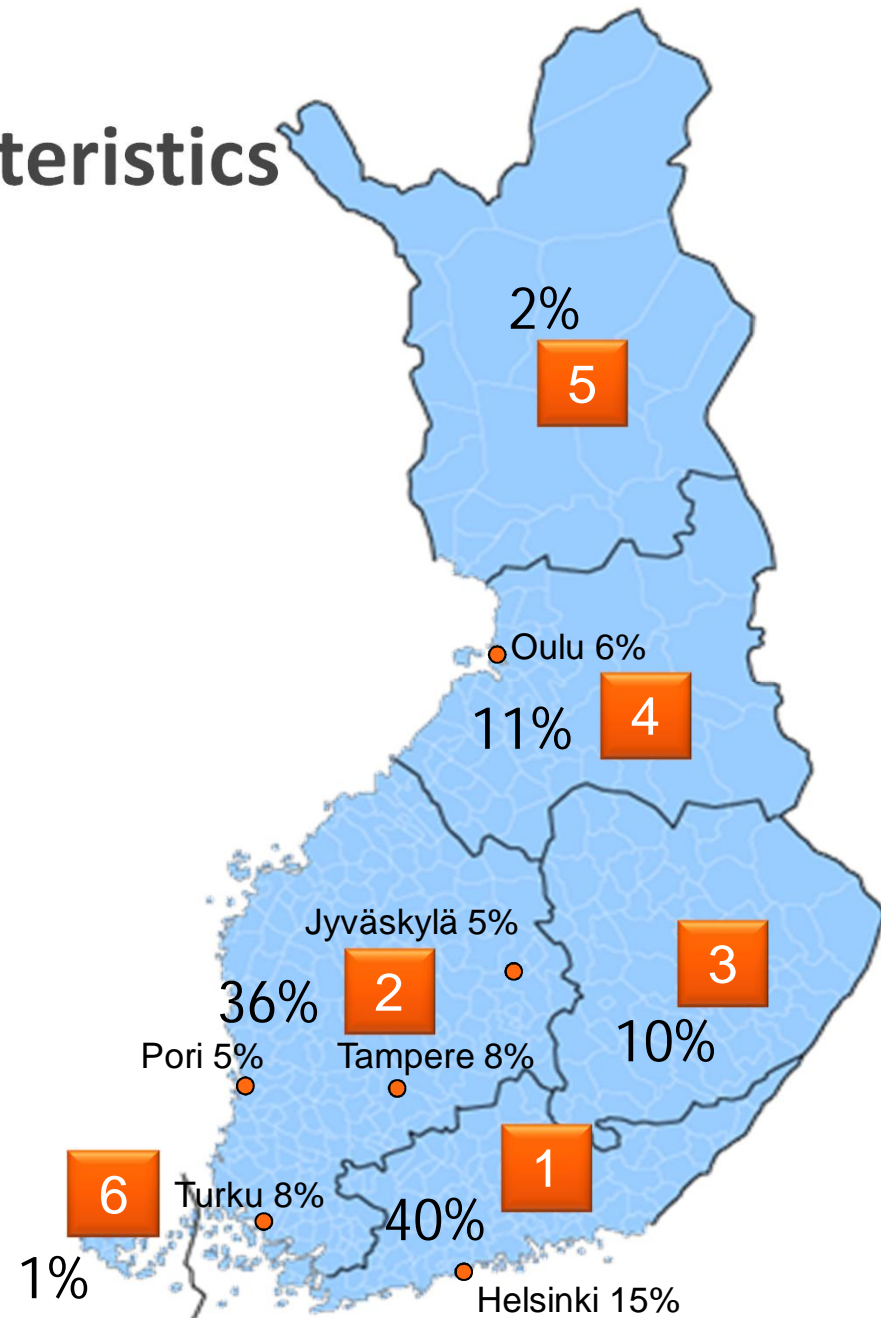 teristics
2%
5
Oulu 6%
11%
4
Jyväskylä 5%
36%
2
3
10%
Pori 5%
Tampere 8%
1
6
Turku 8%
40%
1%
Helsinki 15%